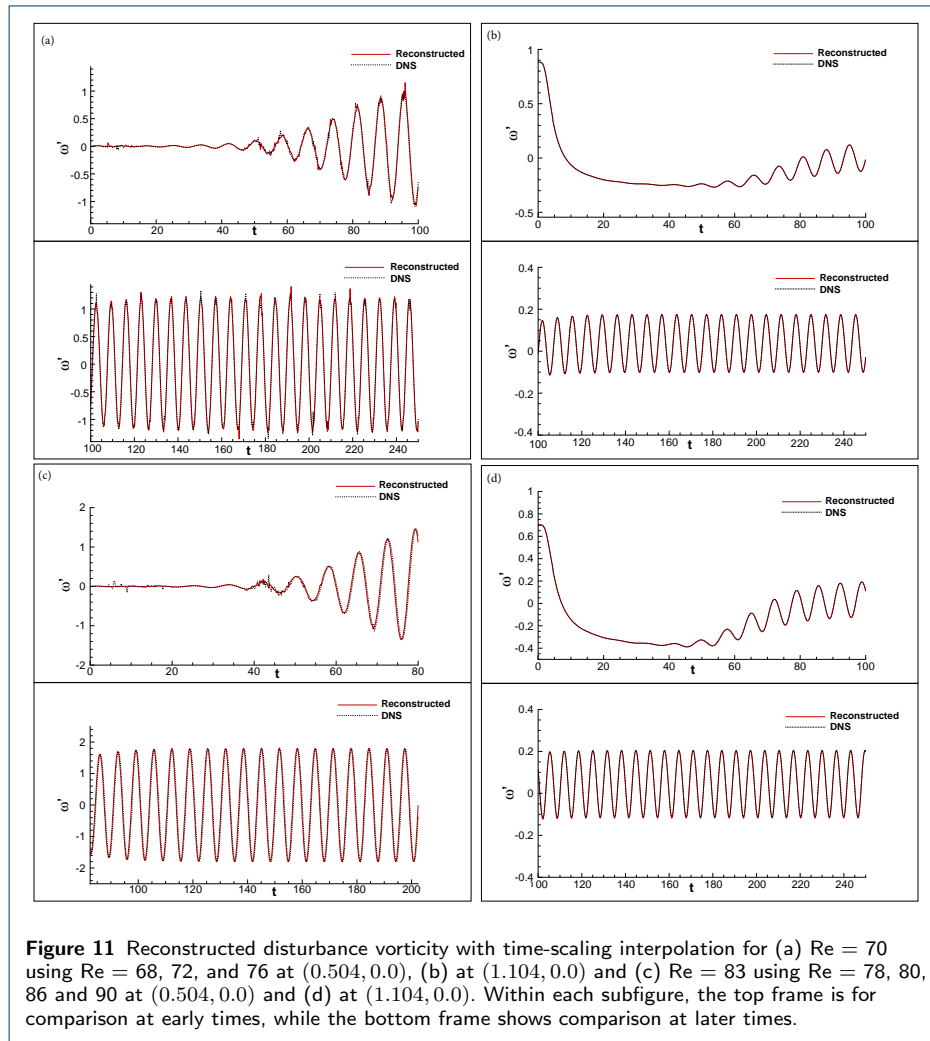 (a)
Reconstructed
DNS
1
0.5
0
-0.5
-1
ω'
0 20 40 60 80 100
t
Reconstructed
DNS
1
0.5
0
-0.5
-1
ω'
100 120 140 160 180 200 220 240
t
(b)
Reconstructed
DNS
1
0.5
0
-0.5
ω'
0 20 40 60 80 100
t
Reconstructed
DNS
0.4
0.2
0
-0.2
-0.4
ω'
100 120 140 160 180 200 220 240
t
(c)
Reconstructed
DNS
2
1
0
-1
-2
ω'
0 20 40 60 80
t
Reconstructed
DNS
2
1
0
-1
-2
ω'
100 120 140 160 180 200
t
(d)
Reconstructed
DNS
1
0.8
0.6
0.4
0.2
0
-0.2
-0.4
ω'
0 20 40 60 80 100
t
Reconstructed
DNS
0.4
0.2
0
-0.2
-0.4
ω'
100 120 140 160 180 200 220 240
t
Figure 11 Reconstructed disturbance vorticity with time-scaling interpolation for (a) Re = 70
using Re = 68, 72, and 76 at (0.504, 0.0), (b) at (1.104, 0.0) and (c) Re = 83 using Re = 78, 80,
86 and 90 at (0.504, 0.0) and (d) at (1.104, 0.0). Within each subfigure, the top frame is for
comparison at early times, while the bottom frame shows comparison at later times.